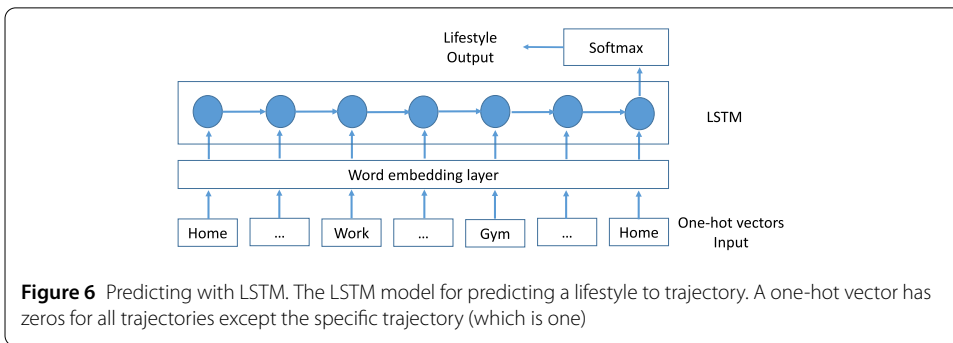 Lifestyle
Output
Softmax
LSTM
Word embedding layer
Home
...
Work
...
Gym
...
Home
One-hot vectors
Input
Figure 6 Predicting with LSTM. The LSTM model for predicting a lifestyle to trajectory. A one-hot vector has
zeros for all trajectories except the specific trajectory (which is one)